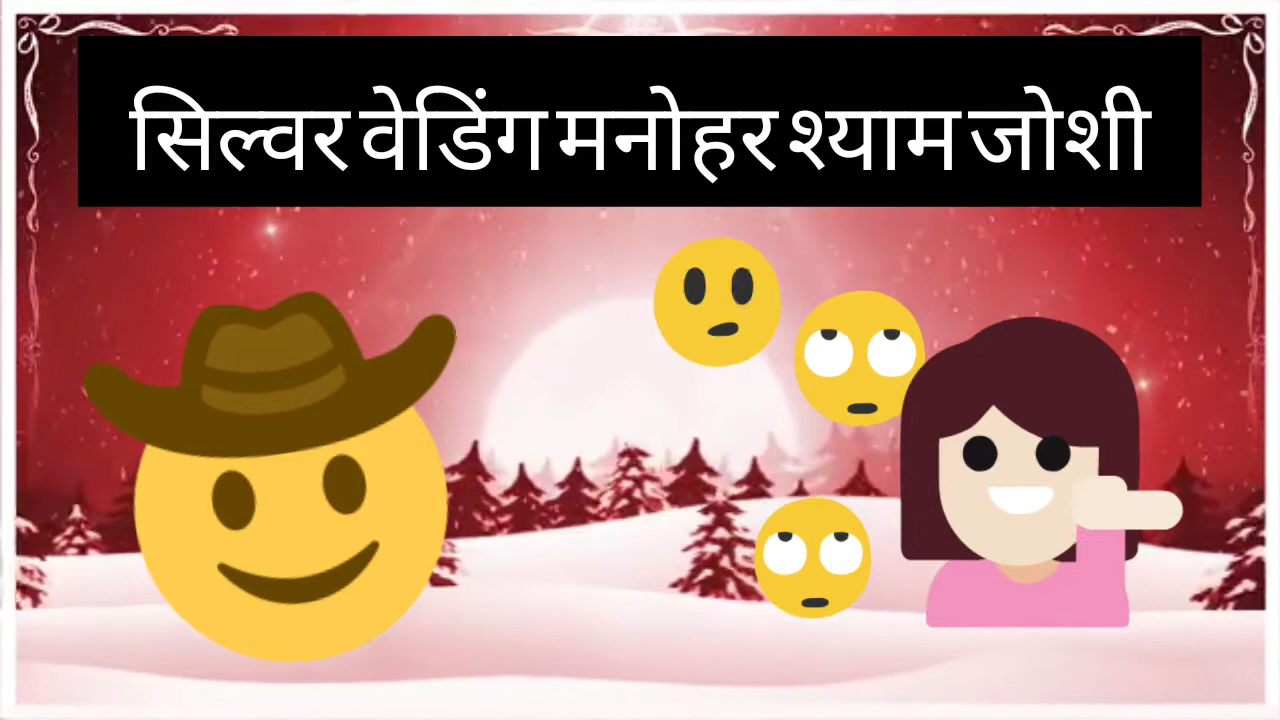 सिल्वर वेडिंग मनोहर श्याम जोशी